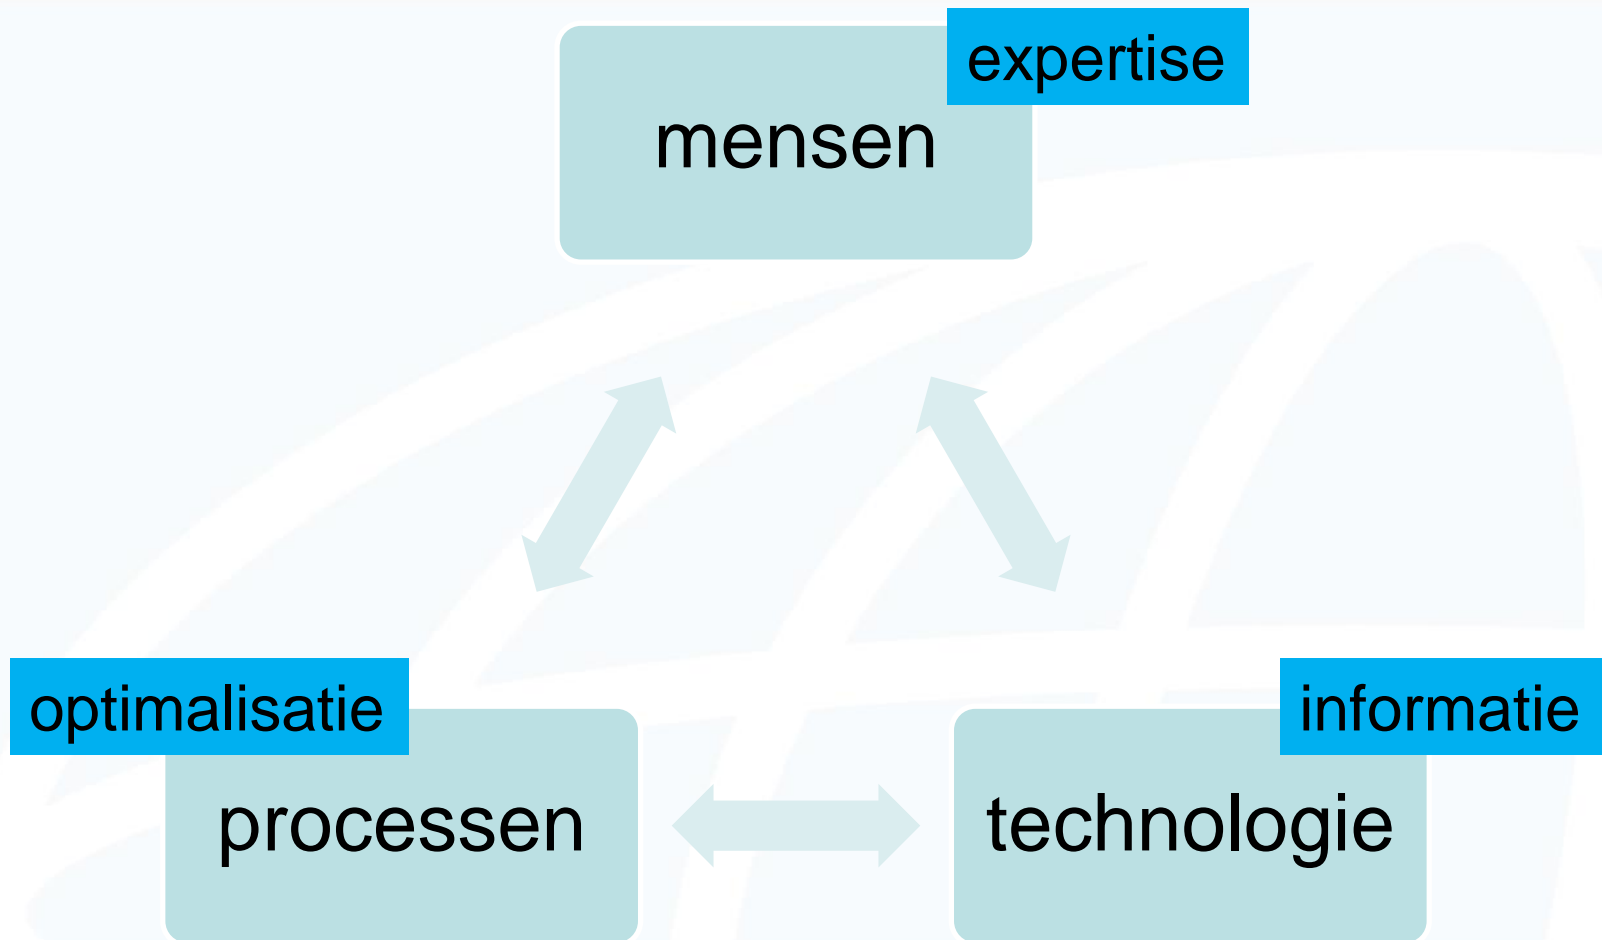 expertise
mensen
optimalisatie
informatie
processen
technologie